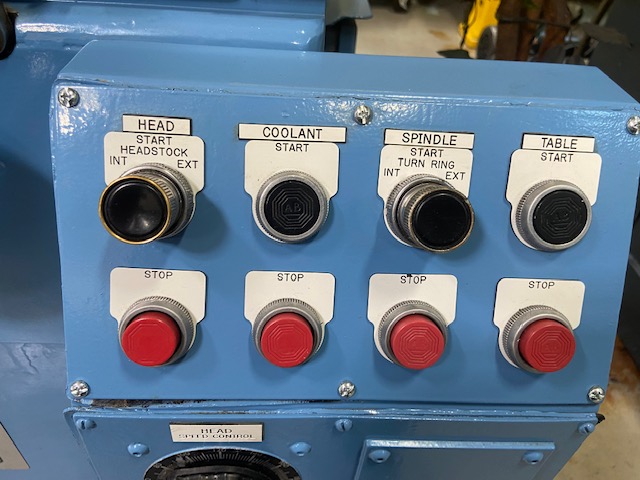 HEAD
START
HEADSTOCK
INT EXT
COOLANT
START
SPINDLE
START
TURN RING
INT EXT
TABLE
START
STOP
STOP
STOP
STOP
HEAD
SPEED CONTROL